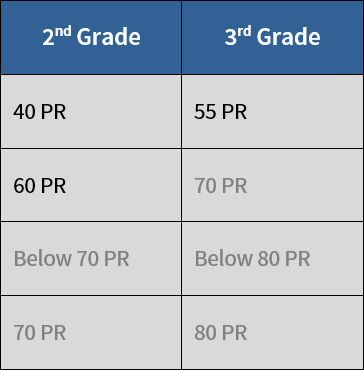 2nd Grade 3rd Grade
40 PR 55 PR
60 PR 70 PR
Below 70 PR Below 80 PR
70 PR 80 PR